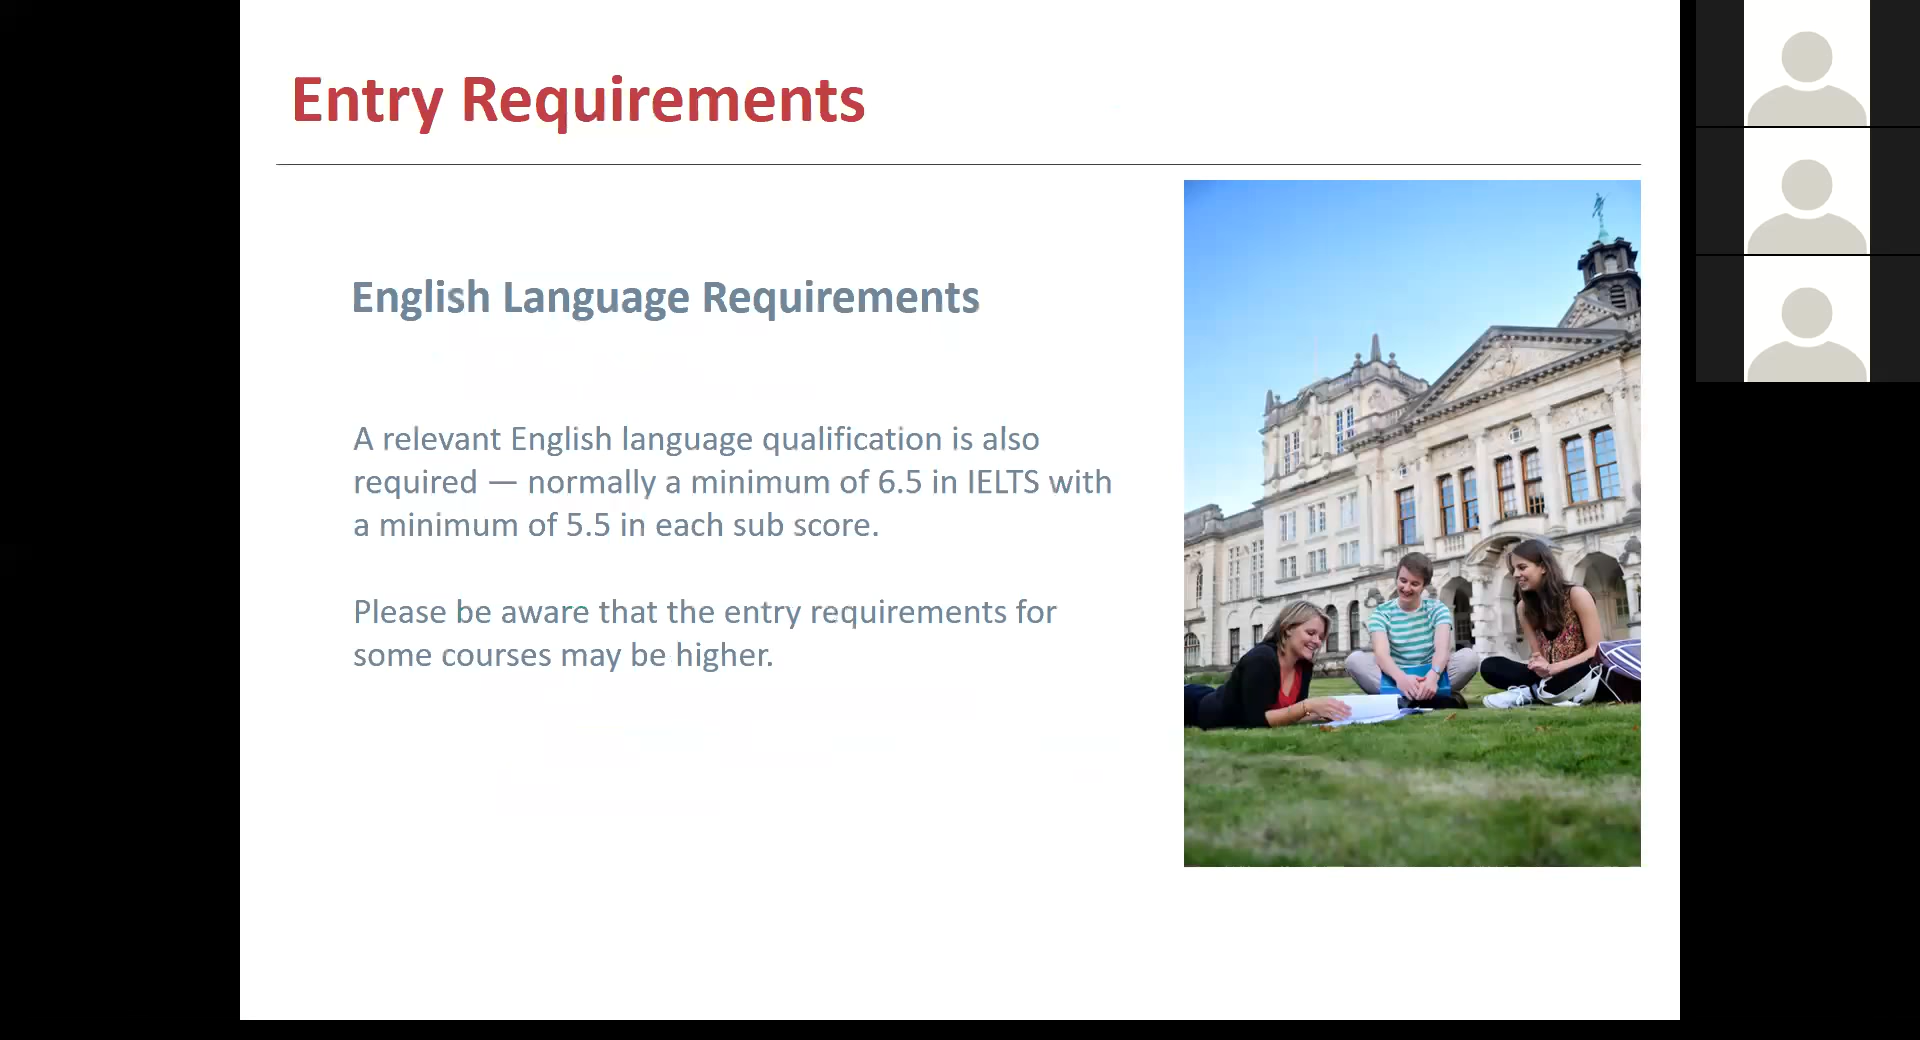 Entry Requirements
English Language Requirements
A relevant English language qualification is also
required — normally a minimum of 6.5 in IELTS with
a minimum of 5.5 in each sub score.
Please be aware that the entry requirements for
some courses may be higher.